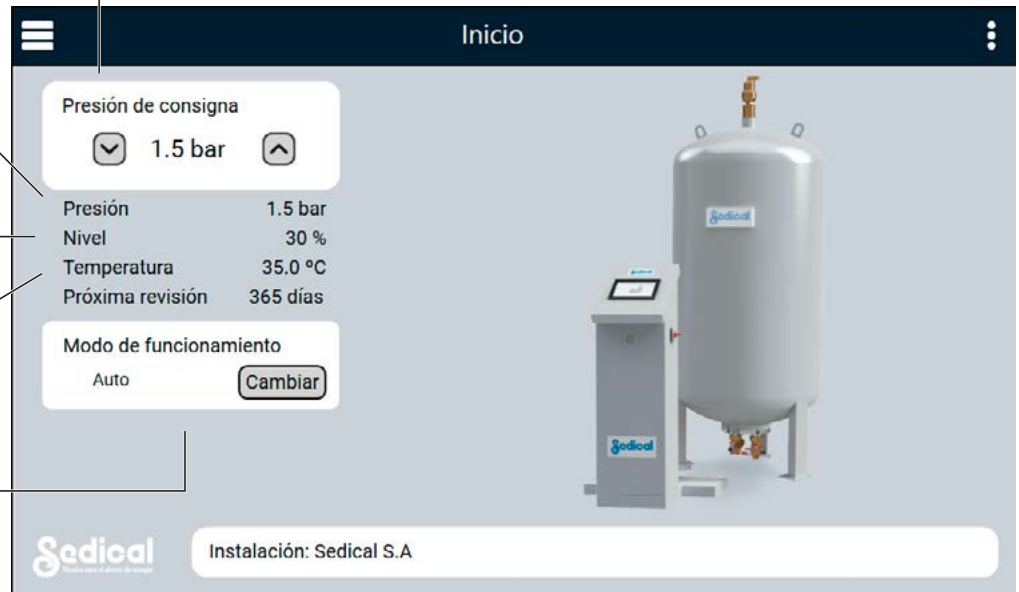 Inicio
Presión de consigna
1.5 bar
Presión 1.5 bar
Nivel 30 %
Temperatura 35.0 ºC
Próxima revisión 365 días
Modo de funcionamiento
Auto Cambiar
Sedical
Sedical
Sedical
Instalación: Sedical S.A